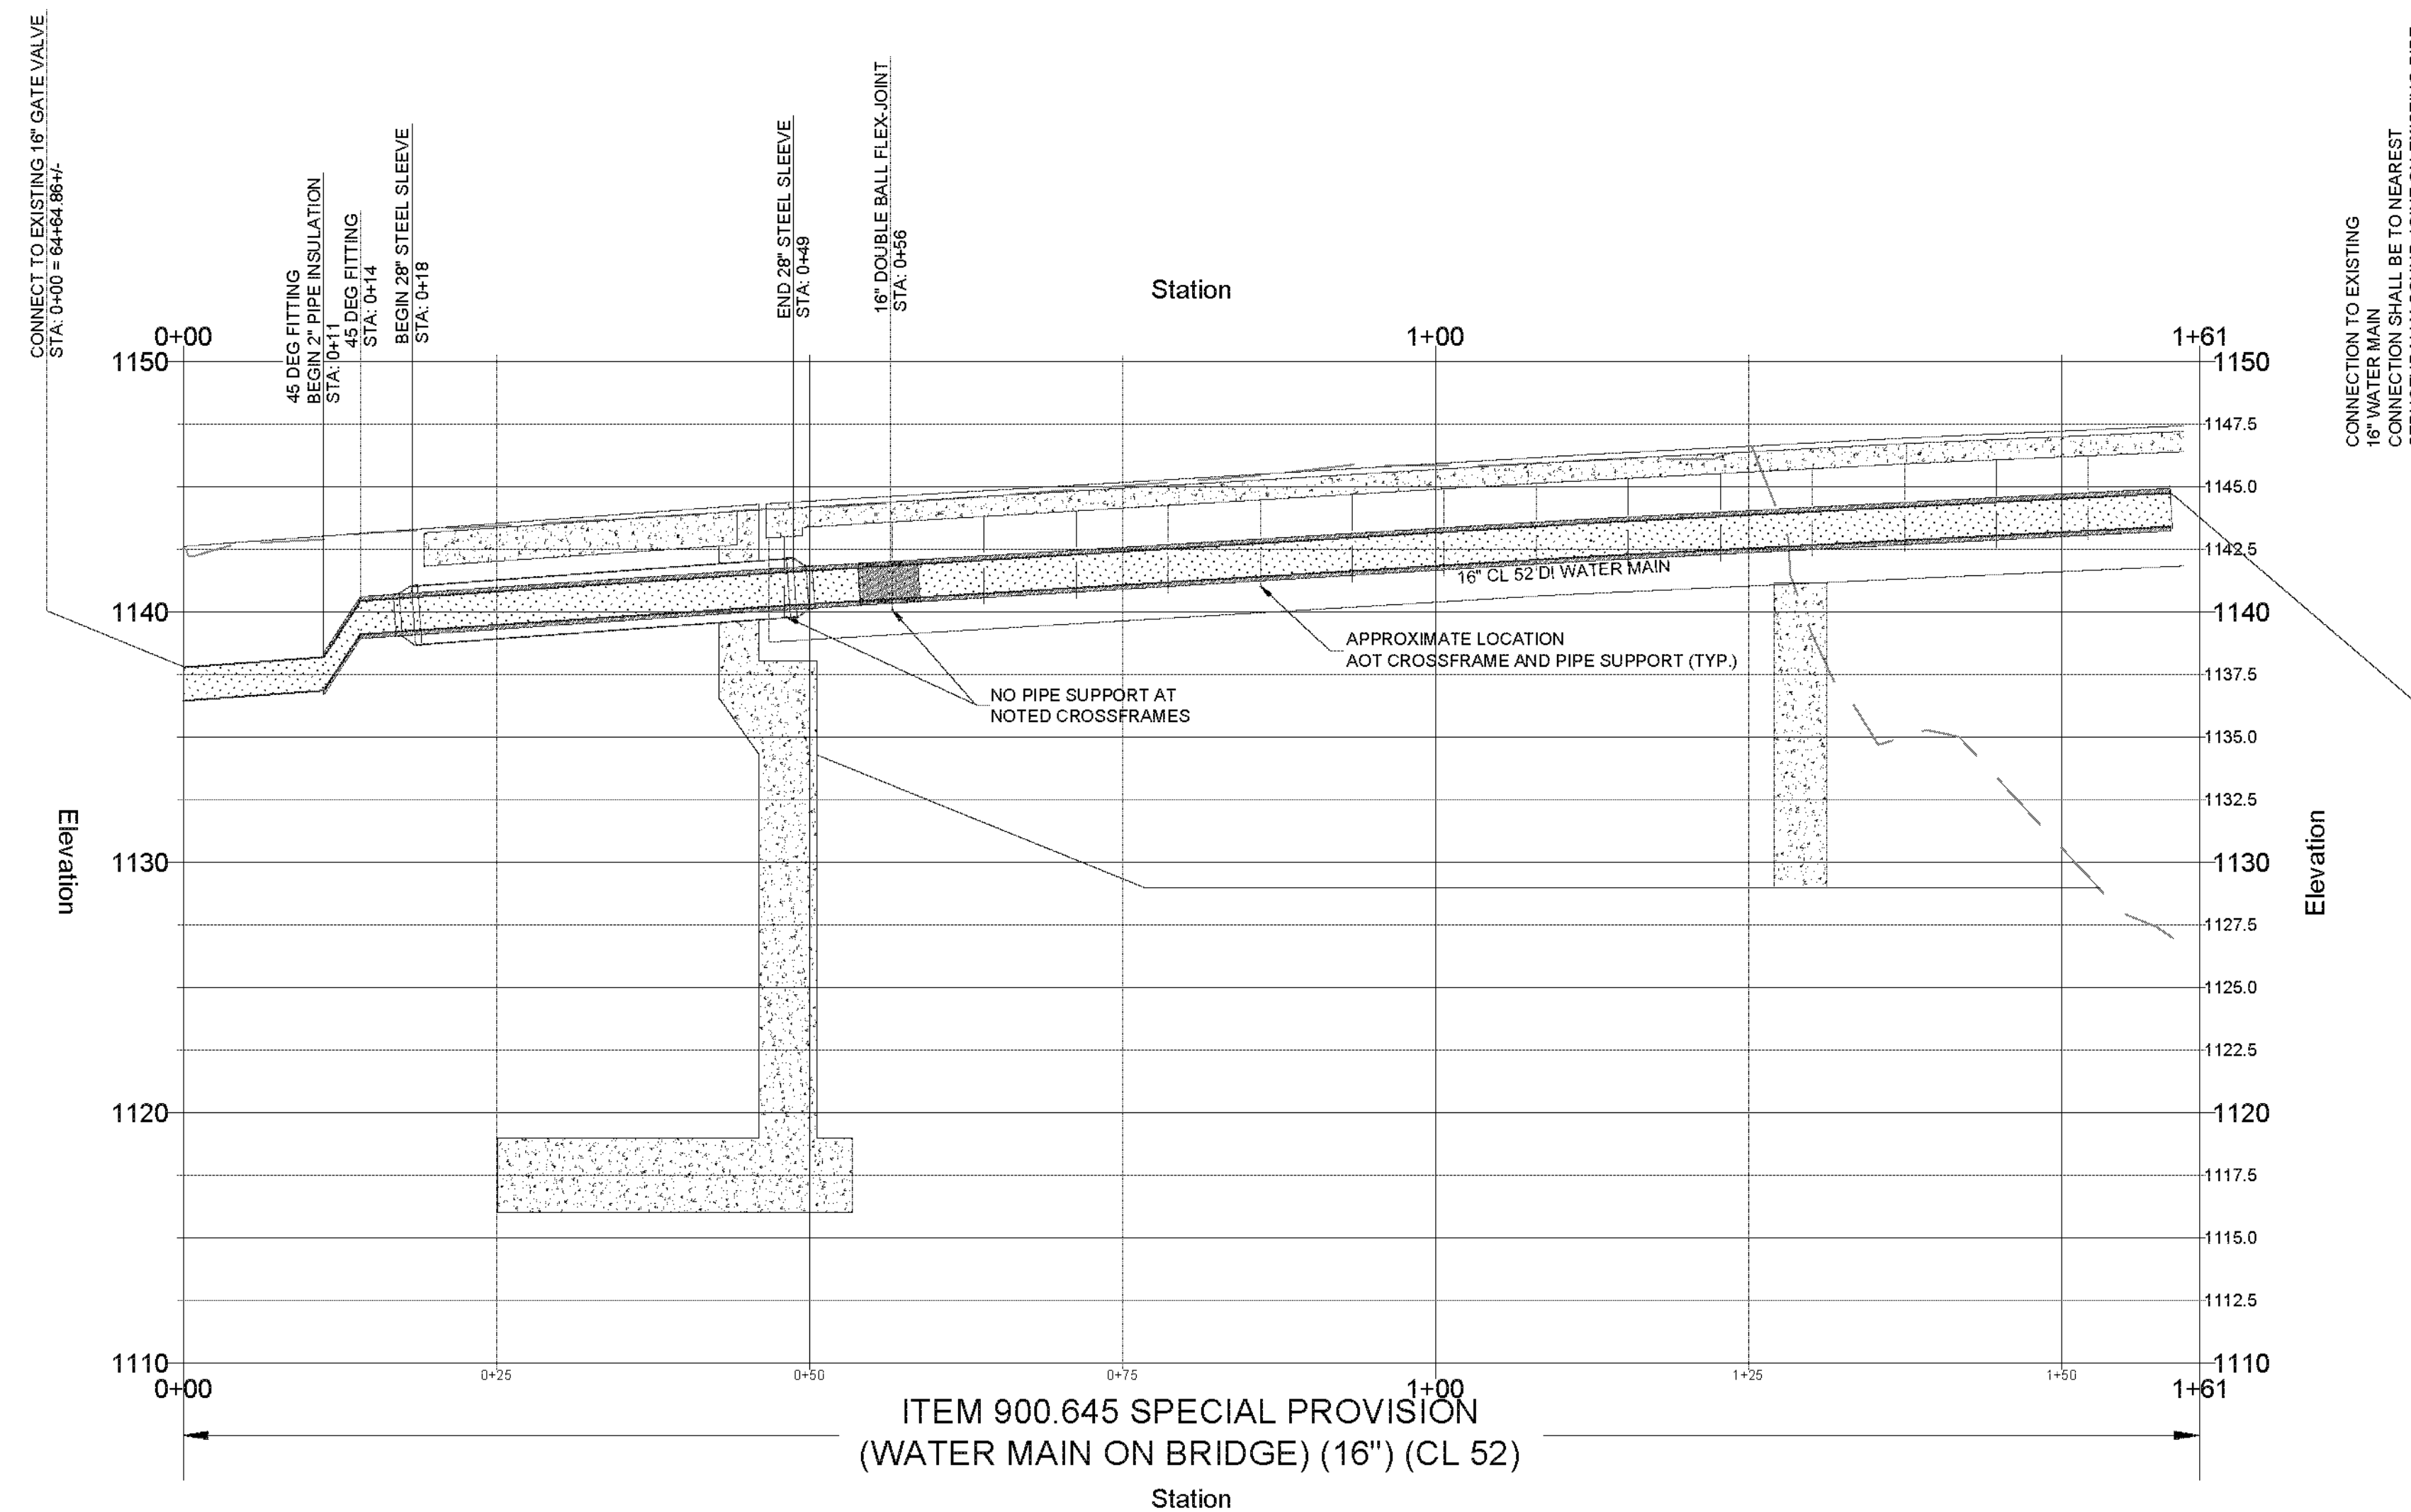 CONNECT TO EXISTING 16" GATE VALVE
STA: 0+00 = 64+64.86+/-
45 DEG FITTING
BEGIN 2" PIPE INSULATION
STA: 0+11
45 DEG FITTING
STA: 0+14
BEGIN 28" STEEL SLEEVE
STA: 0+18
END 28" STEEL SLEEVE
STA: 0+49
16" DOUBLE BALL FLEX-JOINT
STA: 0+56
CONNECTION TO EXISTING
16" WATER MAIN
CONNECTION SHALL BE TO NEAREST
Station
0+00
1+00
1+61
1150
1140
1130
1120
1110
1150
1147.5
1145.0
1142.5
1140
1137.5
1135.0
1132.5
1130
1127.5
1125.0
1122.5
1120
1117.5
1115.0
1112.5
1110
Elevation
Elevation
16" CL 52 DI WATER MAIN
APPROXIMATE LOCATION
AOT CROSSFRAME AND PIPE SUPPORT (TYP.)
NO PIPE SUPPORT AT
NOTED CROSSFRAMES
0+00
0+25
0+50
0+75
1+00
1+25
1+50
1+61
ITEM 900.645 SPECIAL PROVISION
(WATER MAIN ON BRIDGE) (16") (CL 52)
Station